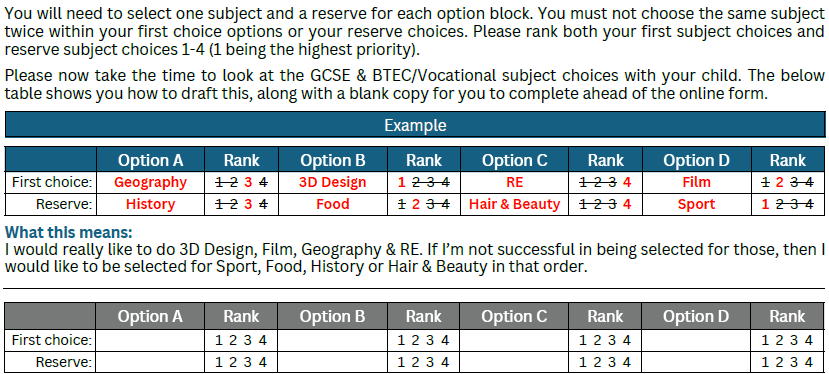 You will need to select one subject and a reserve for each option block. You must not choose the same subject
twice within your first choice options or your reserve choices. Please rank both your first subject choices and
reserve subject choices 1-4 (1 being the highest priority).
Please now take the time to look at the GCSE & BTEC/Vocational subject choices with your child. The below
table shows you how to draft this, along with a blank copy for you to complete ahead of the online form.
Example
Option A Rank Option B Rank Option C Rank Option D Rank
First choice: Geography 1 2 3 4 3D Design 1 2 3 4 RE 1 2 3 4 Film 1 2 3 4
Reserve: History 1 2 3 4 Food 1 2 3 4 Hair & Beauty 1 2 3 4 Sport 1 2 3 4
What this means:
I would really like to do 3D Design, Film, Geography & RE. If I'm not successful in being selected for those, then I
would like to be selected for Sport, Food, History or Hair & Beauty in that order.
Option A Rank Option B Rank Option C Rank Option D Rank
First choice: 1 2 3 4 1 2 3 4 1 2 3 4 1 2 3 4
Reserve: 1 2 3 4 1 2 3 4 1 2 3 4 1 2 3 4